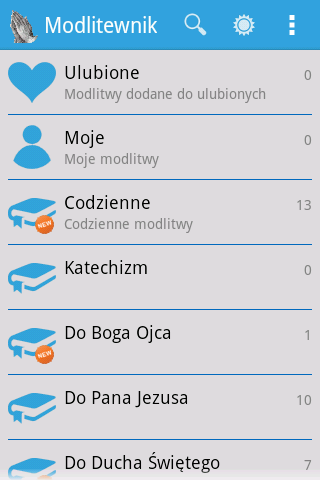 Modlitewnik
Ulubione
0
Modlitwy dodane do ulubionych
Moje
0
Moje modlitwy
Codzienne
13
NEW
Codzienne modlitwy
Katechizm
0
Do Boga Ojca
1
NEW
Do Pana Jezusa
10
Do Ducha Świętego
7